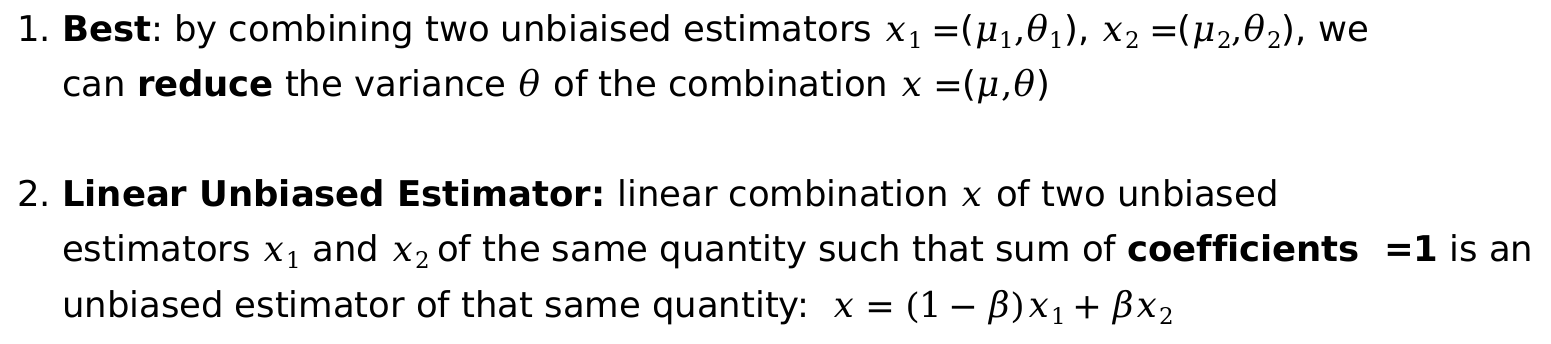 1. Best: by combining two unbiaised estimators x₁ =(μ₁,θ₁), x₂ =(μ₂,θ₂), we
can reduce the variance θ of the combination x =(μ,θ)
2. Linear Unbiased Estimator: linear combination x of two unbiased
estimators x₁ and x₂ of the same quantity such that sum of coefficients =1 is an
unbiased estimator of that same quantity: x = (1 − β)x₁ + βx₂